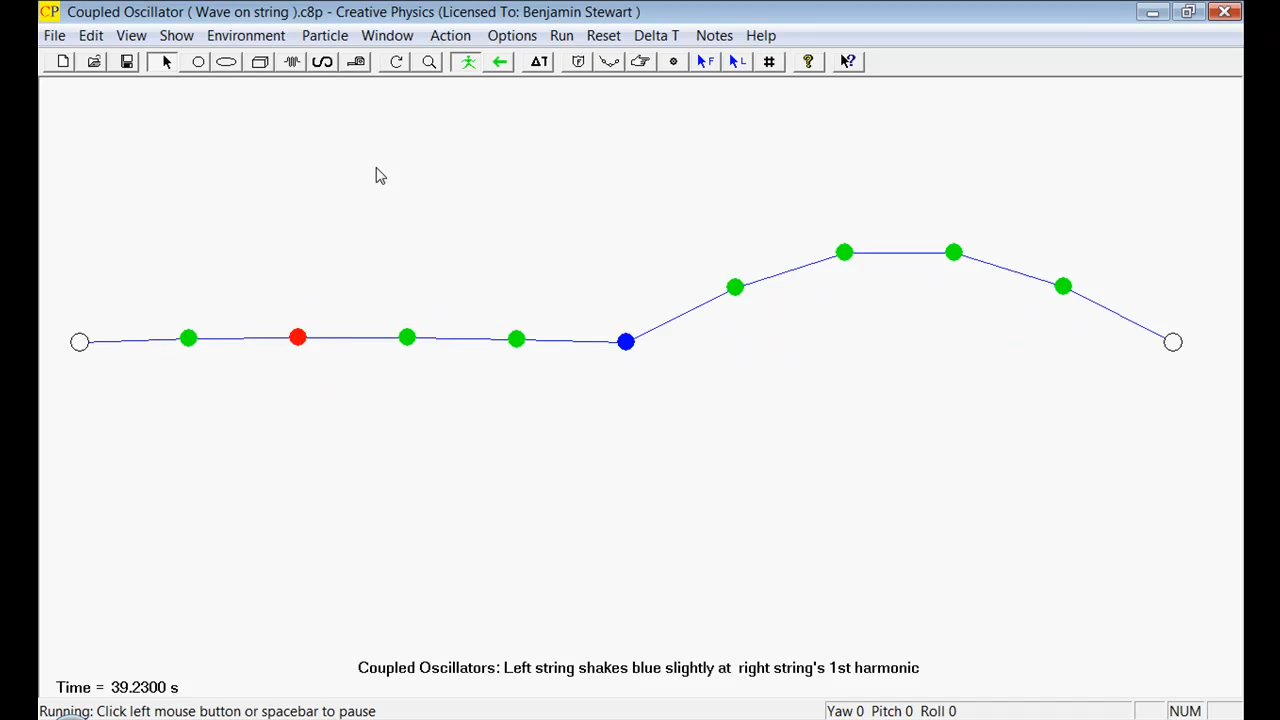 CP Coupled Oscillator ( Wave on string ).c8p - Creative Physics (Licensed To: Benjamin Stewart )
File Edit View Show Environment Particle Window Action Options Run Reset Delta T Notes Help
ΔT F F L # ? ?
Coupled Oscillators: Left string shakes blue slightly at right string's 1st harmonic
Time = 39.2300 s
Running: Click left mouse button or spacebar to pause Yaw 0 Pitch 0 Roll 0 NUM